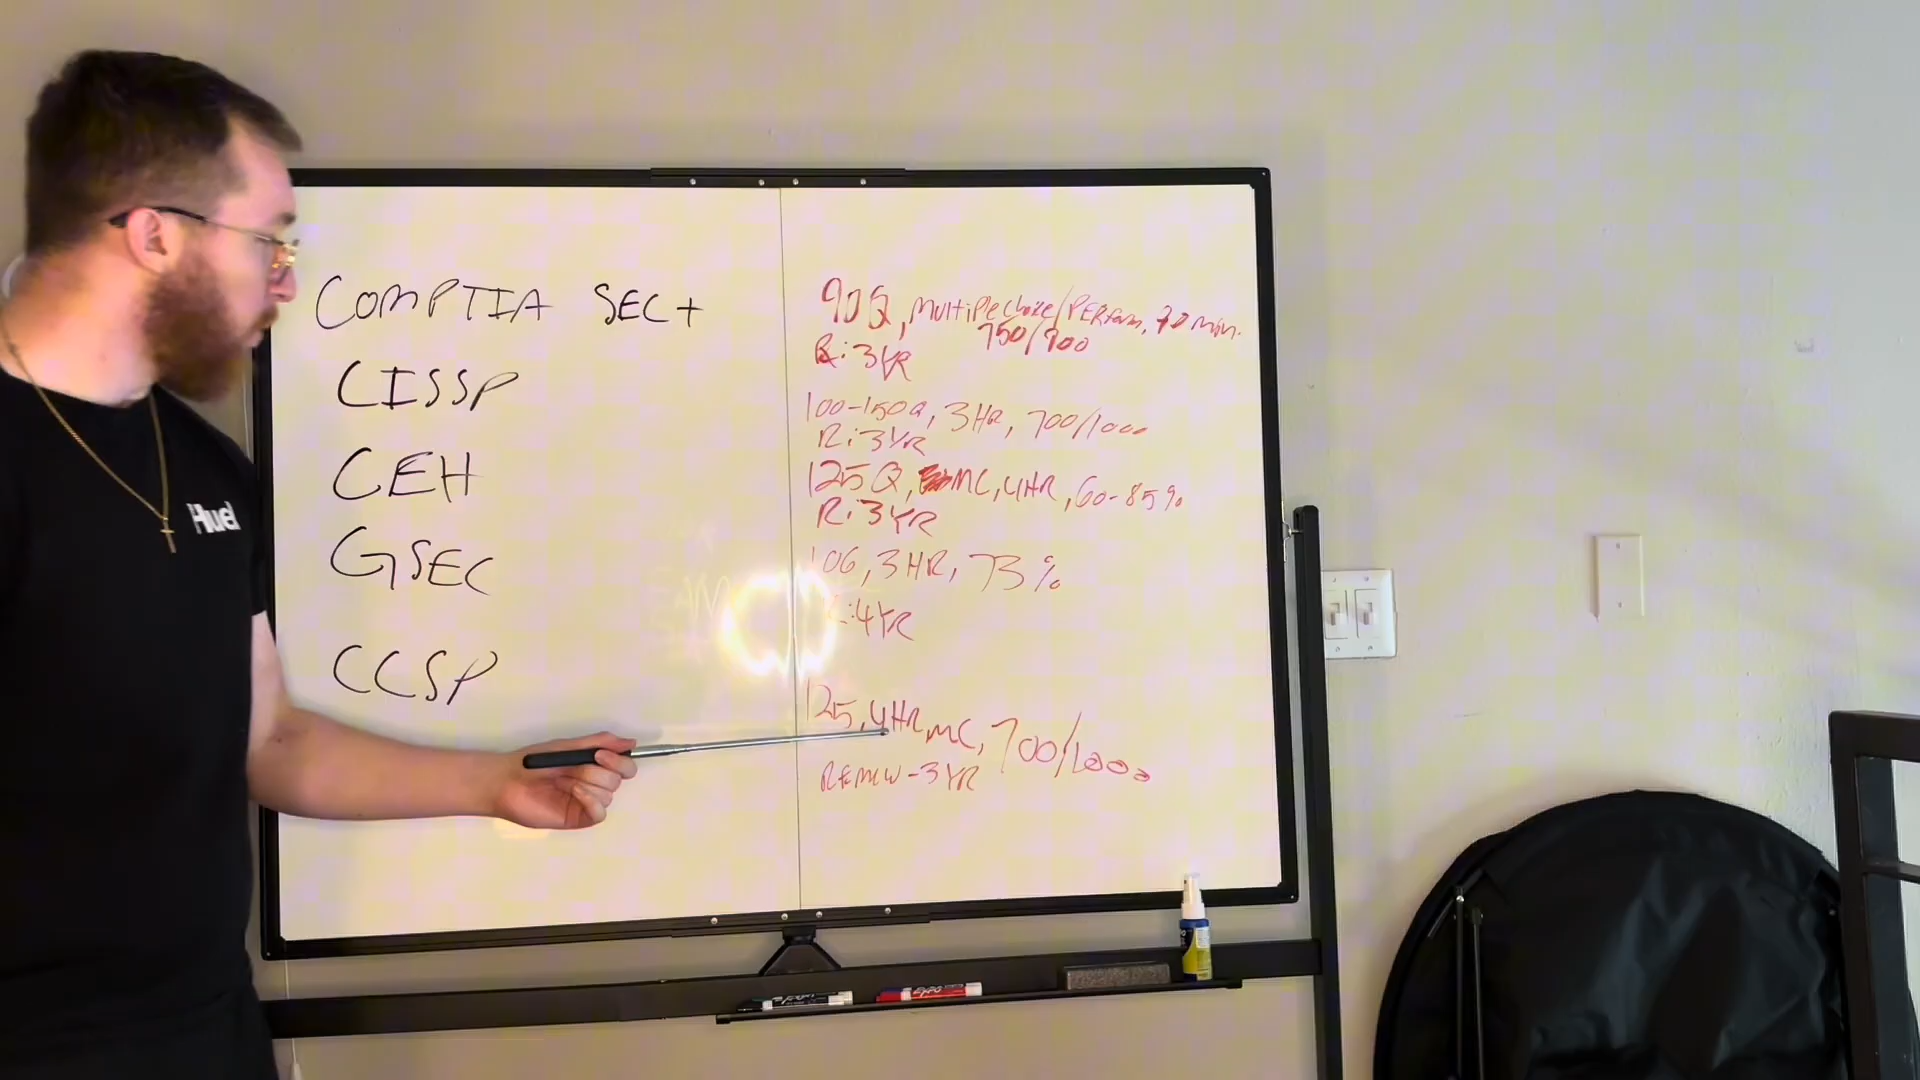 COMPTIA SEC+
90Q, Multiple Choice/PERform, 90 min.
750/900
R: 3YR
CISSP
100-150Q, 3HR, 700/1000
R: 3YR
CEH
125Q, MC, 4HR, 60-85%
R: 3YR
GSEC
106, 3HR, 73%
R: 4YR
CCSP
125, 4HR, MC, 700/1000
RENEW - 3YR
Huel
EXPO
EXPO